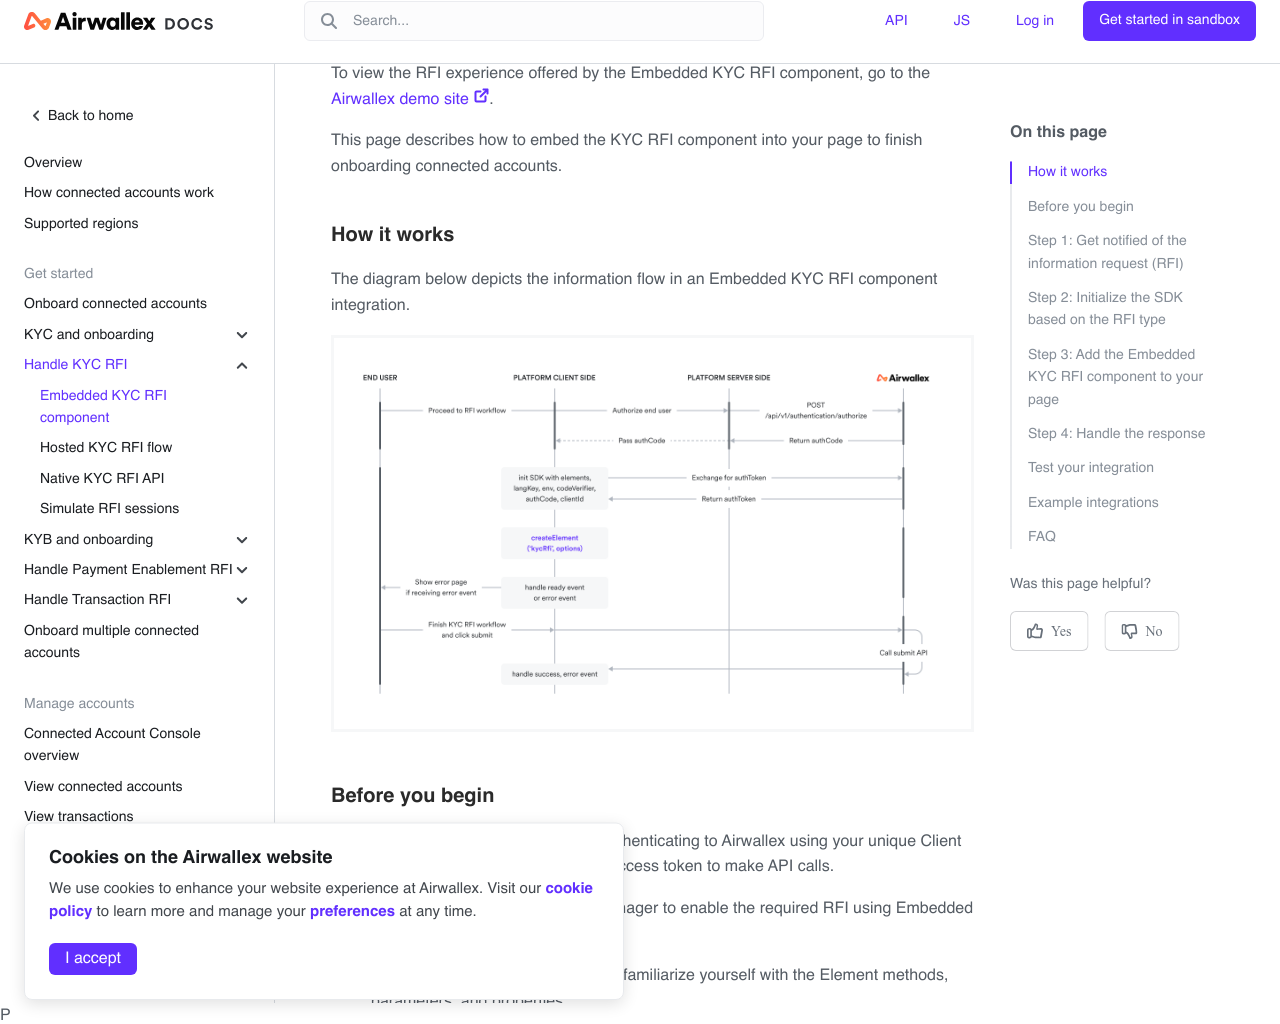 Airwallex DOCS
Search...
API
JS
Log in
Get started in sandbox
Back to home
Overview
How connected accounts work
Supported regions
Get started
Onboard connected accounts
KYC and onboarding
Handle KYC RFI
Embedded KYC RFI
component
Hosted KYC RFI flow
Native KYC RFI API
Simulate RFI sessions
KYB and onboarding
Handle Payment Enablement RFI
Handle Transaction RFI
Onboard multiple connected
accounts
Manage accounts
Connected Account Console
overview
View connected accounts
View transactions
To view the RFI experience offered by the Embedded KYC RFI component, go to the
Airwallex demo site.
This page describes how to embed the KYC RFI component into your page to finish
onboarding connected accounts.
How it works
The diagram below depicts the information flow in an Embedded KYC RFI component
integration.
END USER
PLATFORM CLIENT SIDE
PLATFORM SERVER SIDE
Airwallex
Proceed to RFI workflow
Authorize end user
POST
/api/v1/authentication/authorize
Pass authCode
Return authCode
init SDK with elements,
langKey, env, codeVerifier,
authCode, clientId
Exchange for authToken
Return authToken
createElement
('kycRfi', options)
Show error page
if receiving error event
handle ready event
or error event
Finish KYC RFI workflow
and click submit
Call submit API
handle success, error event
Before you begin
henticating to Airwallex using your unique Client
ccess token to make API calls.
nager to enable the required RFI using Embedded
familiarize yourself with the Element methods,
parameters, and properties.
On this page
How it works
Before you begin
Step 1: Get notified of the
information request (RFI)
Step 2: Initialize the SDK
based on the RFI type
Step 3: Add the Embedded
KYC RFI component to your
page
Step 4: Handle the response
Test your integration
Example integrations
FAQ
Was this page helpful?
Yes
No
Cookies on the Airwallex website
We use cookies to enhance your website experience at Airwallex. Visit our cookie
policy to learn more and manage your preferences at any time.
I accept
P